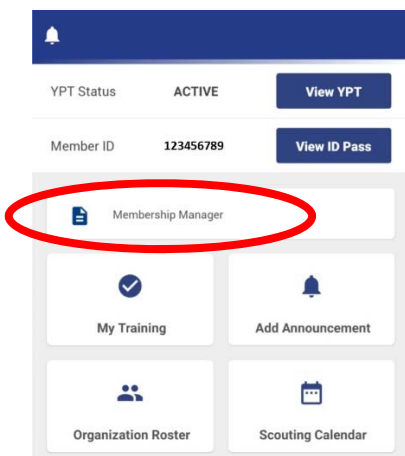 YPT Status ACTIVE View YPT
Member ID 123456789 View ID Pass
Membership Manager
My Training Add Announcement
Organization Roster Scouting Calendar